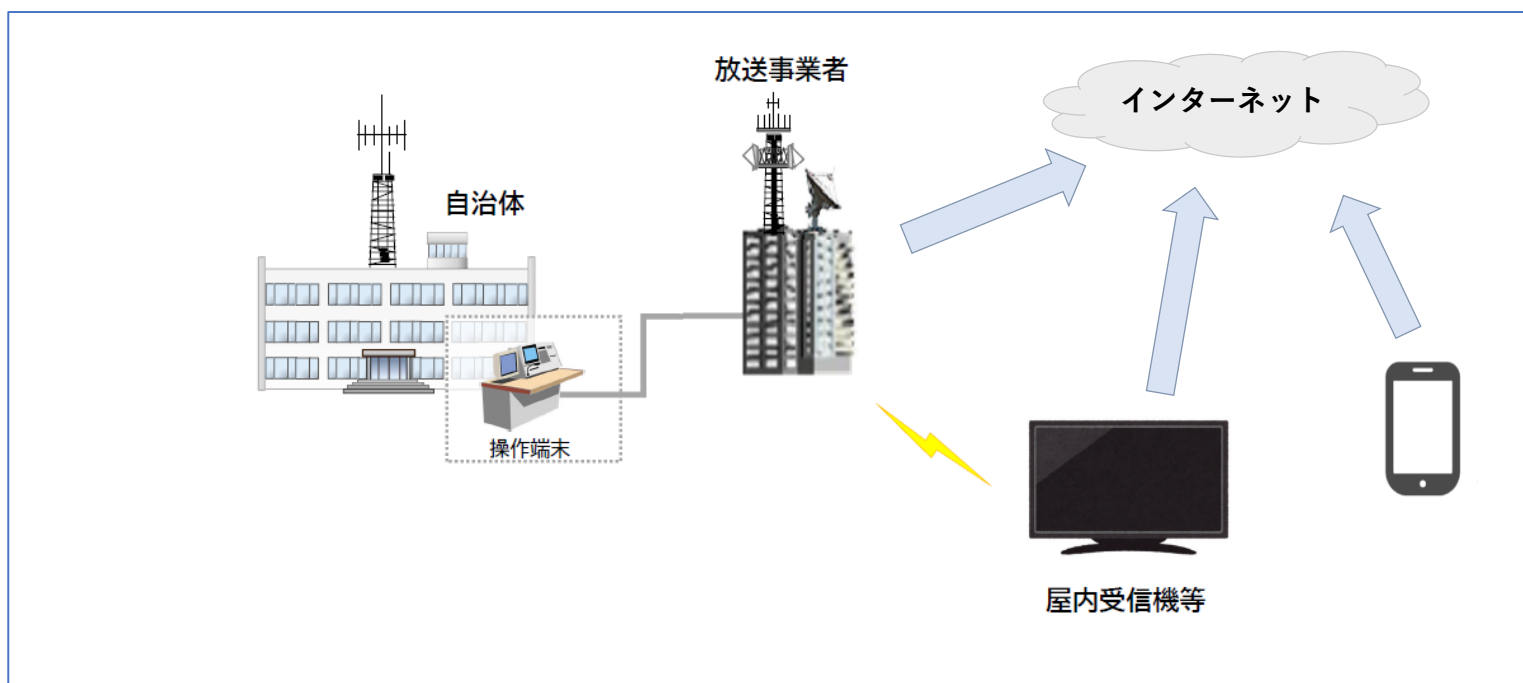 放送事業者
インターネット
自治体
操作端末
屋内受信機等